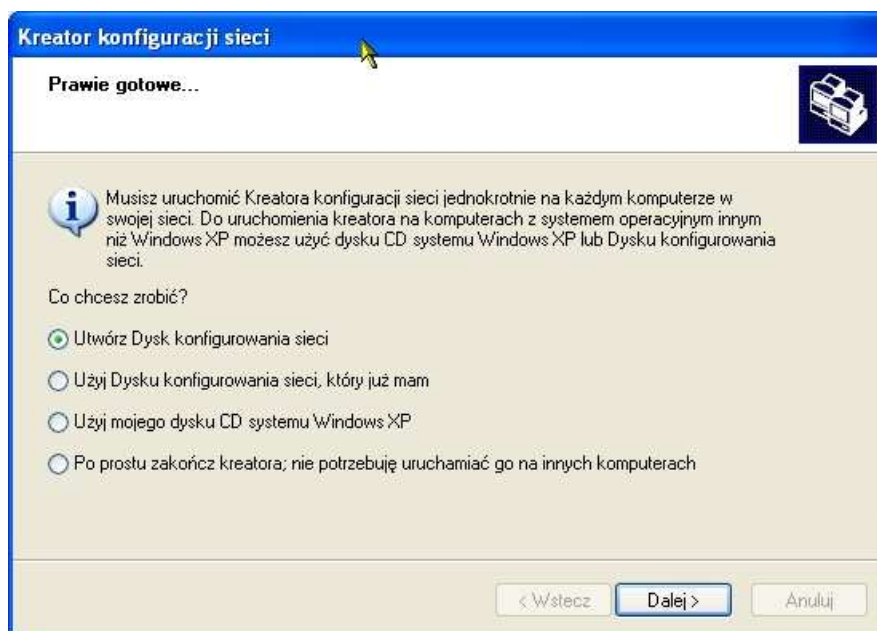 Kreator konfiguracji sieci
Prawie gotowe...
Musisz uruchomić Kreatora konfiguracji sieci jednokrotnie na każdym komputerze w
swojej sieci. Do uruchomienia kreatora na komputerach z systemem operacyjnym innym
niż Windows XP możesz użyć dysku CD systemu Windows XP lub Dysku konfigurowania
sieci.
Co chcesz zrobić?
Utwórz Dysk konfigurowania sieci
Użyj Dysku konfigurowania sieci, który już mam
Użyj mojego dysku CD systemu Windows XP
Po prostu zakończ kreatora; nie potrzebuję uruchamiać go na innych komputerach
< Wstecz
Dalej >
Anuluj